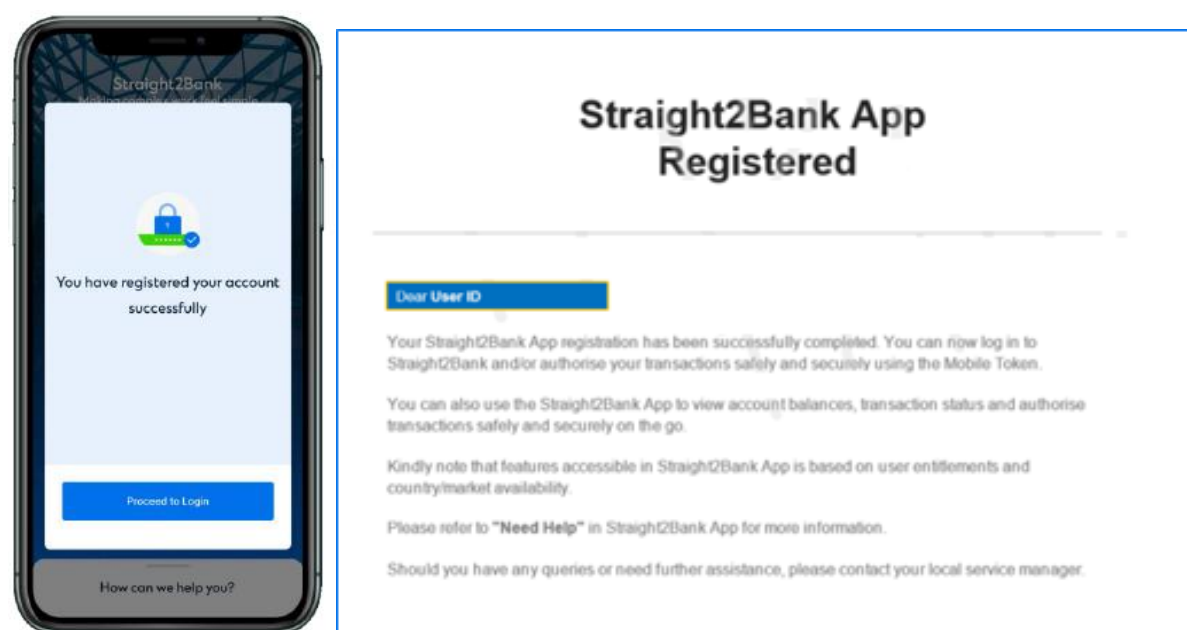 Straight2Bank
Making complex... feel simple
You have registered your account
successfully
Proceed to Login
How can we help you?
Straight2Bank App
Registered
Dear User ID
Your Straight2Bank App registration has been successfully completed. You can now log in to
Straight2Bank and/or authorise your transactions safely and securely using the Mobile Token.
You can also use the Straight2Bank App to view account balances, transaction status and authorise
transactions safely and securely on the go.
Kindly note that features accessible in Straight2Bank App is based on user entitlements and
country/market availability.
Please refer to "Need Help" in Straight2Bank App for more information.
Should you have any queries or need further assistance, please contact your local service manager.